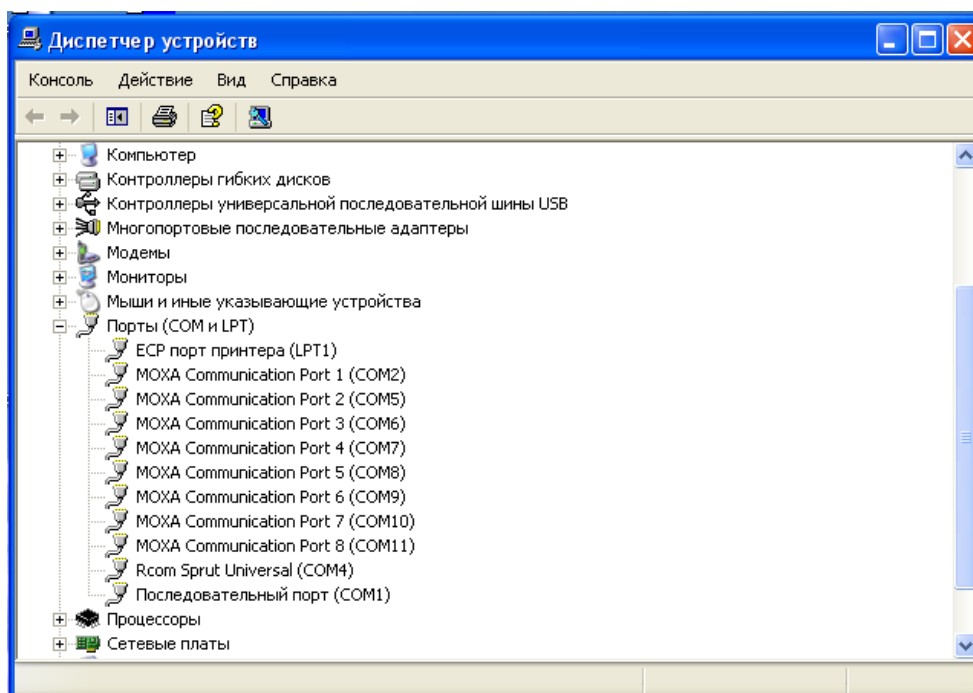 Диспетчер устройств
Консоль Действие Вид Справка
Компьютер
Контроллеры гибких дисков
Контроллеры универсальной последовательной шины USB
Многопортовые последовательные адаптеры
Модемы
Мониторы
Мыши и иные указывающие устройства
Порты (COM и LPT)
ECP порт принтера (LPT1)
MOXA Communication Port 1 (COM2)
MOXA Communication Port 2 (COM5)
MOXA Communication Port 3 (COM6)
MOXA Communication Port 4 (COM7)
MOXA Communication Port 5 (COM8)
MOXA Communication Port 6 (COM9)
MOXA Communication Port 7 (COM10)
MOXA Communication Port 8 (COM11)
Rcom Sprut Universal (COM4)
Последовательный порт (COM1)
Процессоры
Сетевые платы